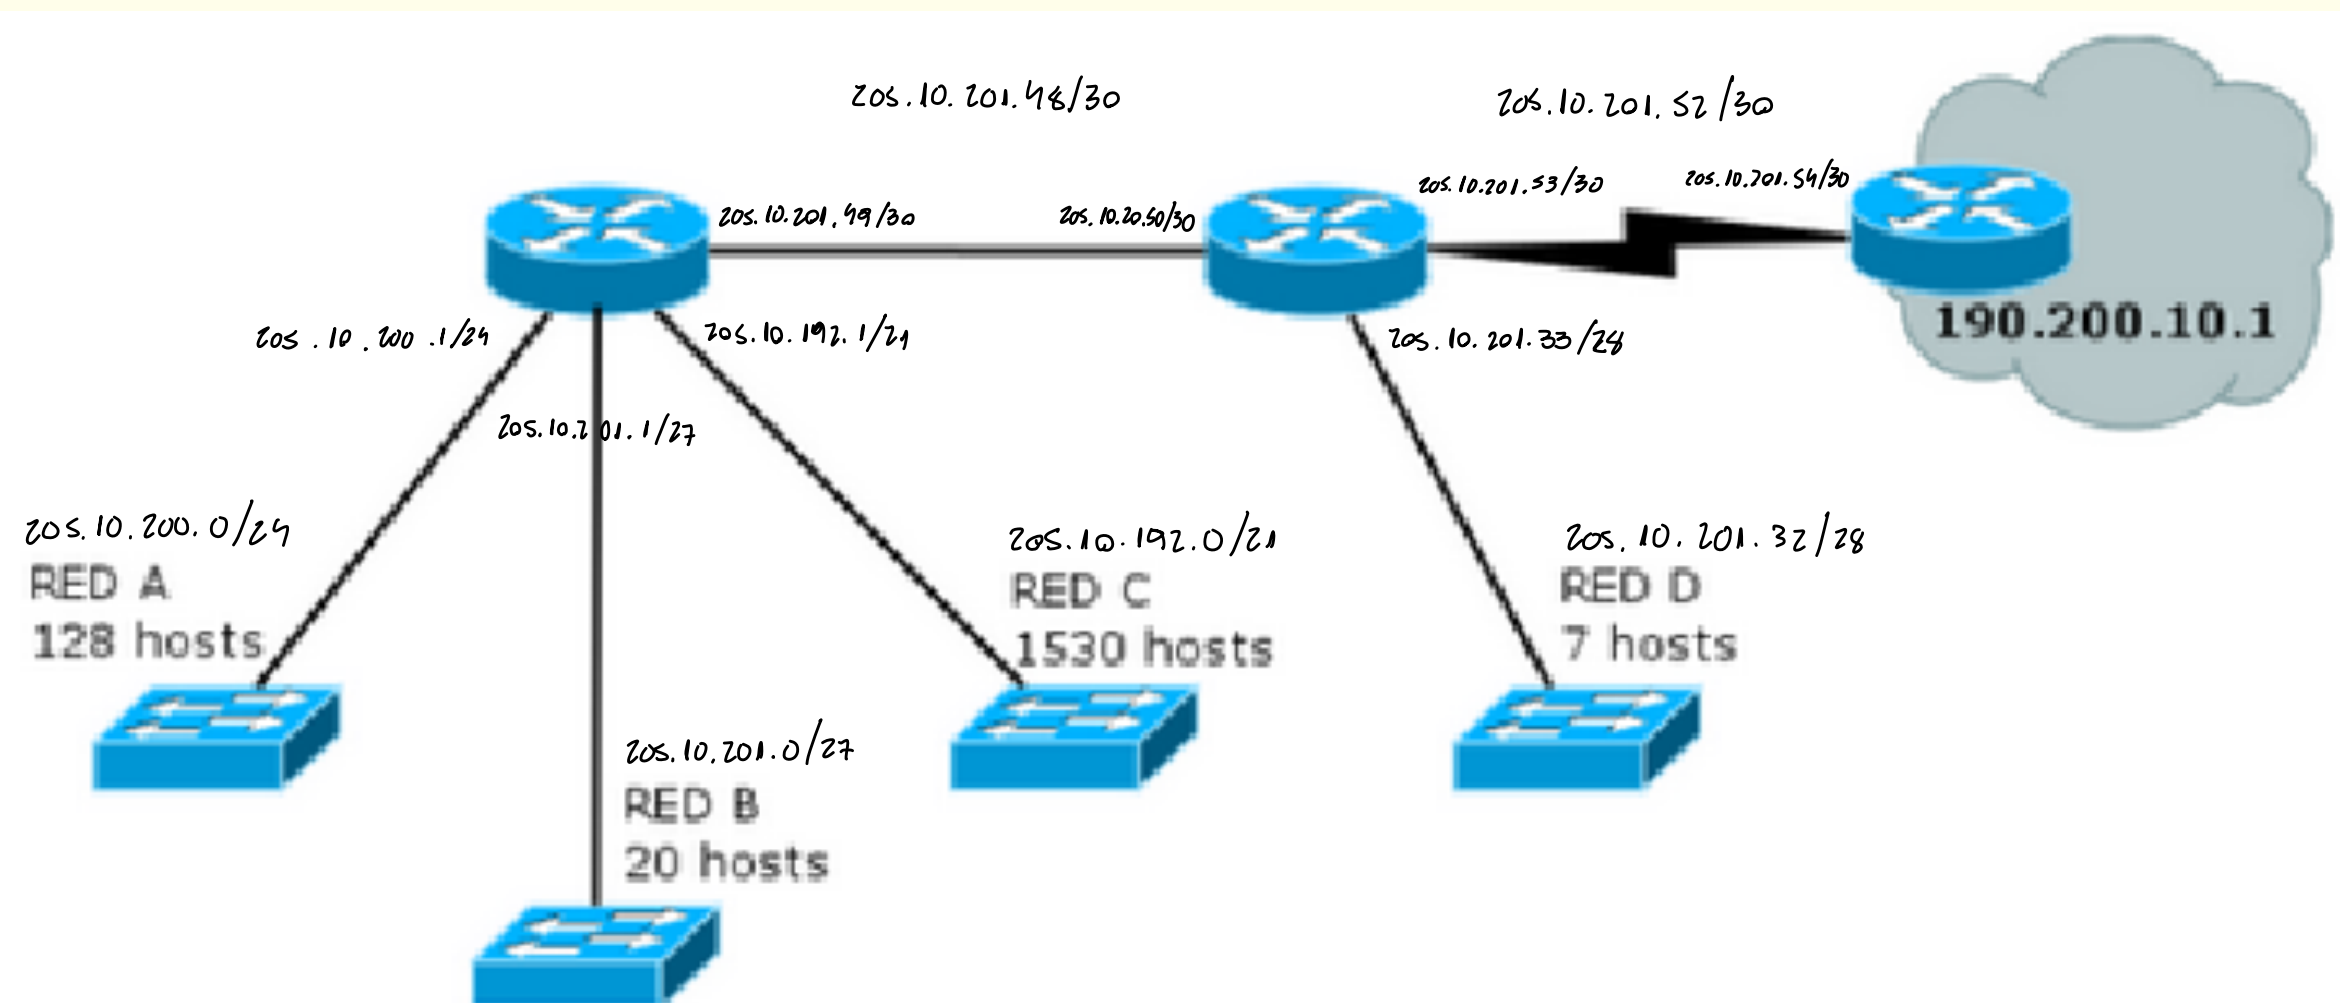 205.10.201.48/30
205.10.201.52/30
205.10.201.49/30
205.10.20.50/30
205.10.201.53/30
205.10.201.54/30
190.200.10.1
205.10.200.1/24
205.10.192.1/21
205.10.201.33/28
205.10.201.1/27
205.10.200.0/24
RED A
128 hosts
205.10.192.0/21
RED C
1530 hosts
205.10.201.32/28
RED D
7 hosts
205.10.201.0/27
RED B
20 hosts